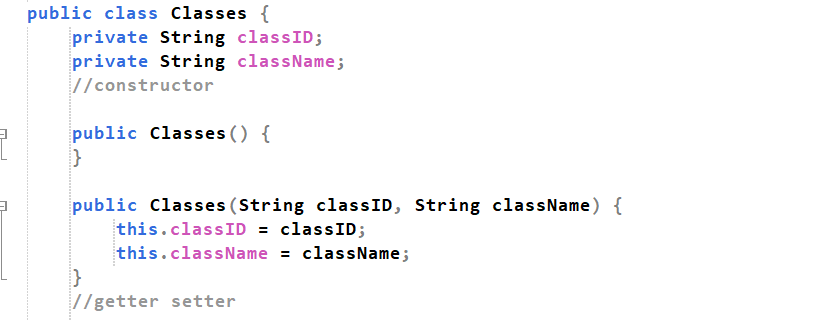 public class Classes {
private String classID;
private String className;
//constructor
public Classes() {
}
public Classes(String classID, String className) {
this.classID = classID;
this.className = className;
}
//getter setter